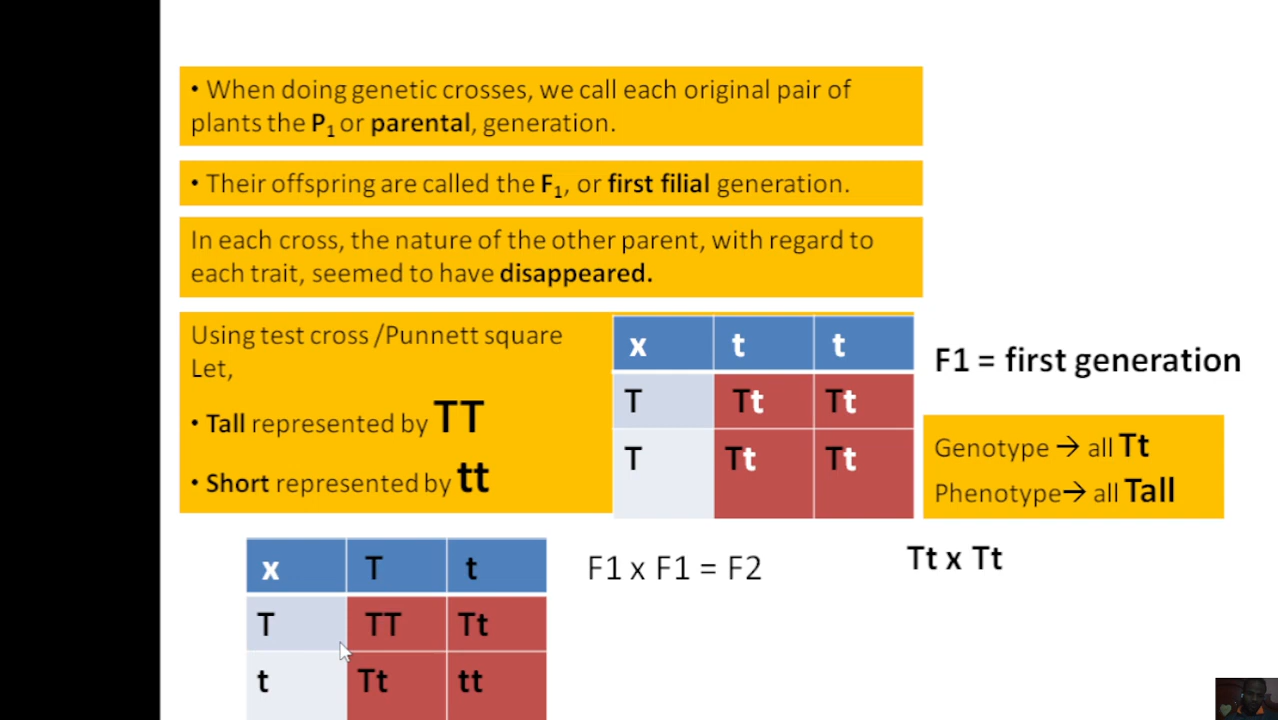 • When doing genetic crosses, we call each original pair of
plants the P₁ or parental, generation.
• Their offspring are called the F₁, or first filial generation.
In each cross, the nature of the other parent, with regard to
each trait, seemed to have disappeared.
Using test cross /Punnett square
Let,
• Tall represented by TT
• Short represented by tt
x t t
T Tt Tt
T Tt Tt
F1 = first generation
Genotype → all Tt
Phenotype→ all Tall
x T t
T TT Tt
t Tt tt
F1 x F1 = F2
Tt x Tt